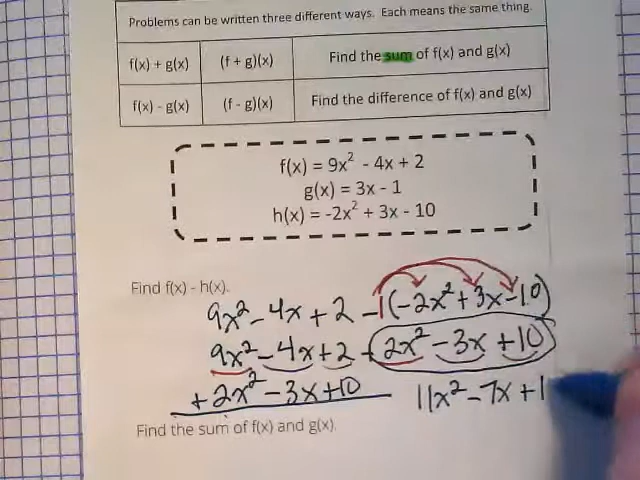 Problems can be written three different ways. Each means the same thing.
f(x) + g(x) (f + g)(x) Find the sum of f(x) and g(x)
f(x) - g(x) (f - g)(x) Find the difference of f(x) and g(x)
f(x) = 9x² - 4x + 2
g(x) = 3x - 1
h(x) = -2x² + 3x - 10
Find f(x) - h(x).
9x² - 4x + 2 - 1(-2x² + 3x - 10)
9x² - 4x + 2 + 2x² - 3x + 10
+ 2x² - 3x + 10
11x² - 7x + 1
Find the sum of f(x) and g(x).